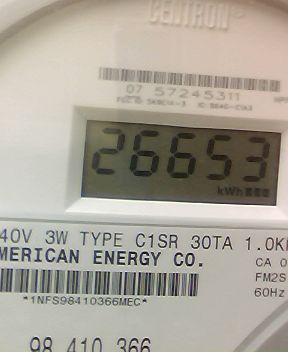 CENTRON®
07 57245311
26653
kWh
40V 3W TYPE C1SR 30TA 1.0K
MERICAN ENERGY CO.
CA 0
FM2S
60Hz
*1NFS98410366MEC*
98 410 366